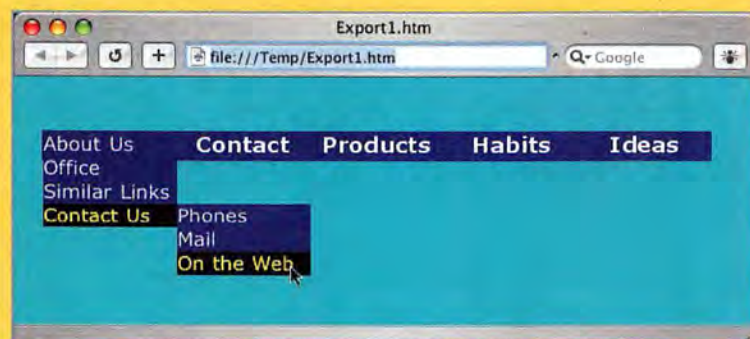 Export1.htm
file:///Temp/Export1.htm
Google
About Us Contact Products Habits Ideas
Office
Similar Links
Contact Us Phones
Mail
On the Web